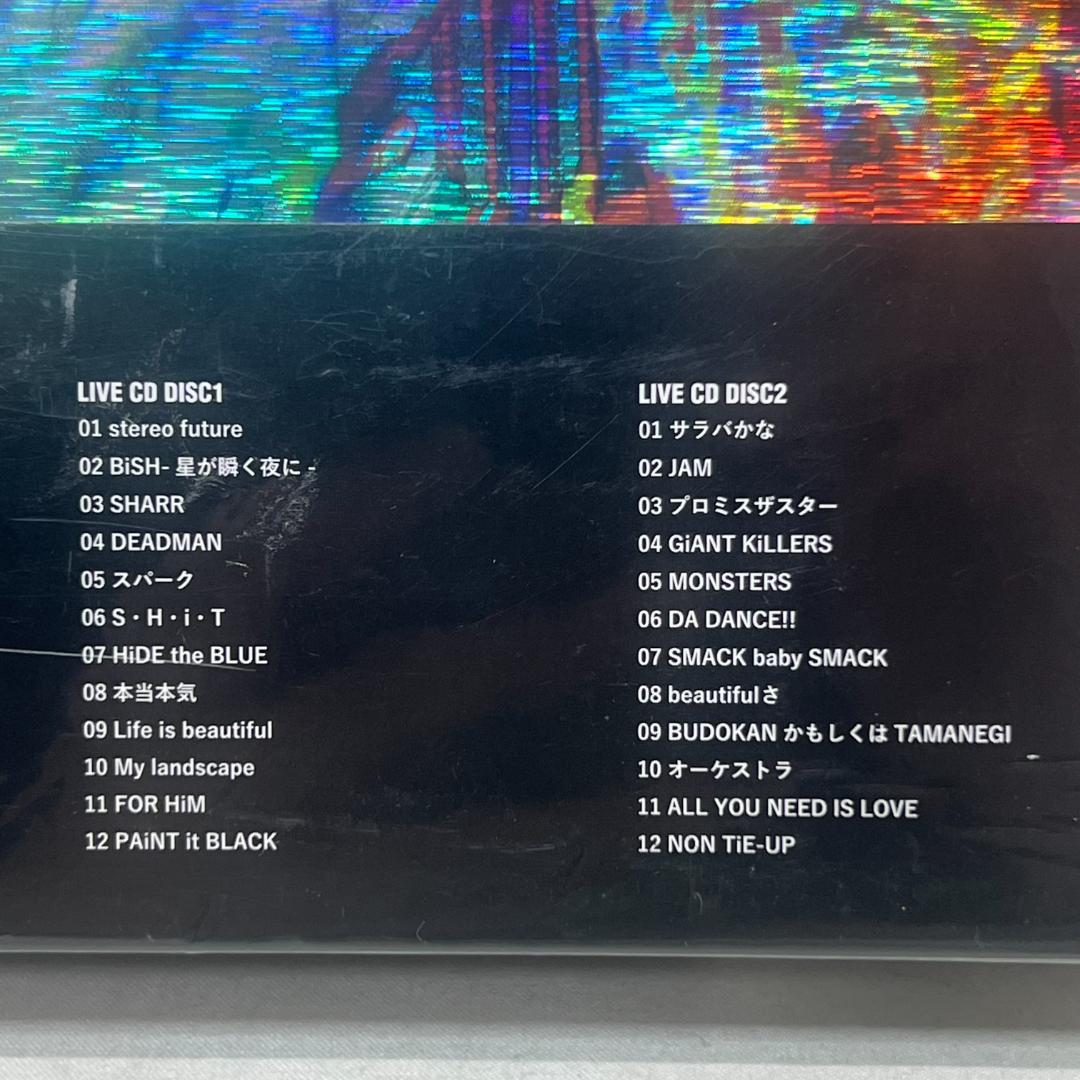 LIVE CD DISC1
01 stereo future
02 BiSH- 星が瞬く夜に -
03 SHARR
04 DEADMAN
05 スパーク
06 S・H・i・T
07 HiDE the BLUE
08 本当本気
09 Life is beautiful
10 My landscape
11 FOR HiM
12 PAiNT it BLACK
LIVE CD DISC2
01 サラバかな
02 JAM
03 プロミスザスター
04 GiANT KiLLERS
05 MONSTERS
06 DA DANCE!!
07 SMACK baby SMACK
08 beautifulさ
09 BUDOKAN かもしくは TAMANEGI
10 オーケストラ
11 ALL YOU NEED IS LOVE
12 NON TiE-UP